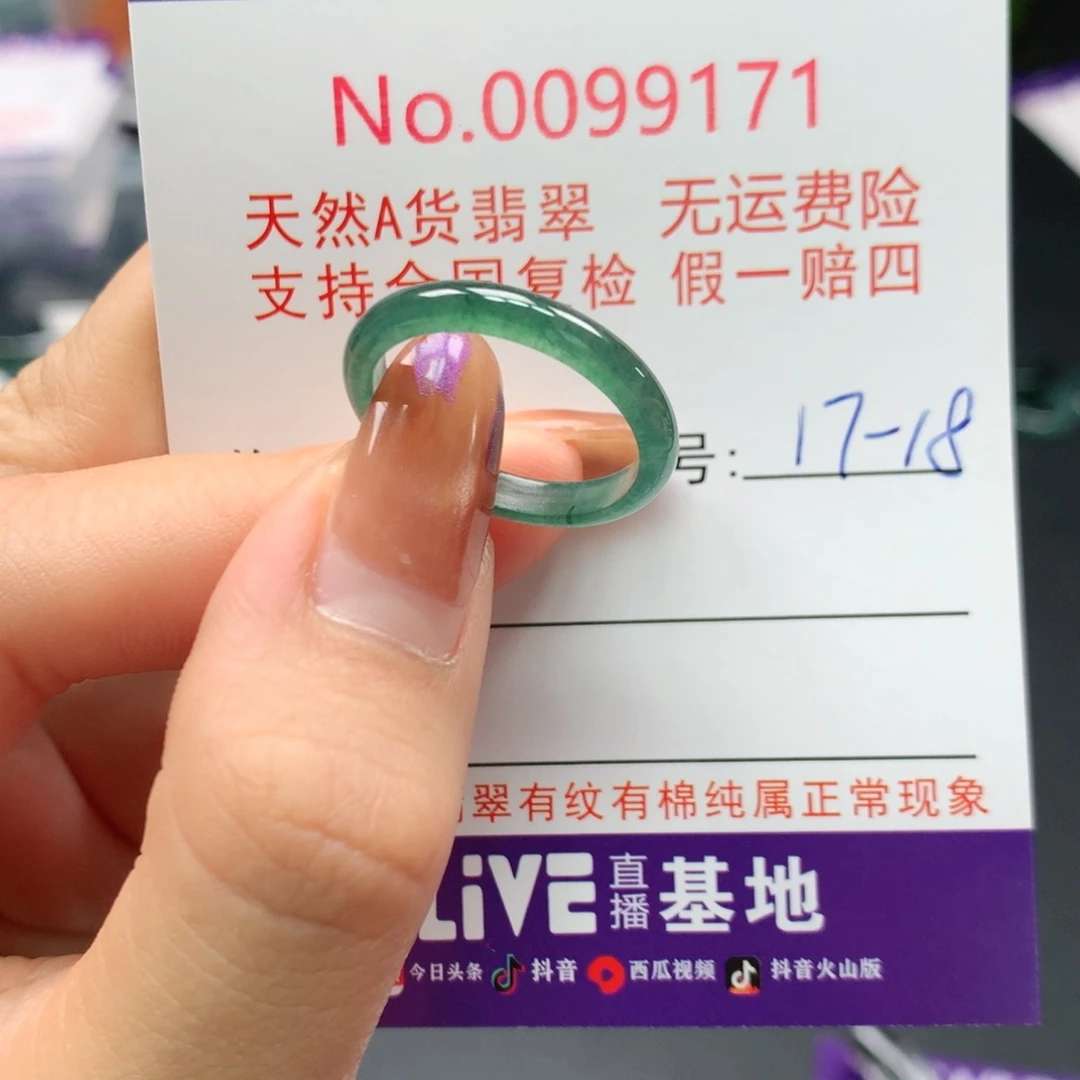 No.0099171
天然A货翡翠 无运费险
支持全国复检 假一赔四
号: 17-18
翠有纹有棉纯属正常现象
LiVE 直播 基地
今日头条 抖音 西瓜视频 抖音火山版